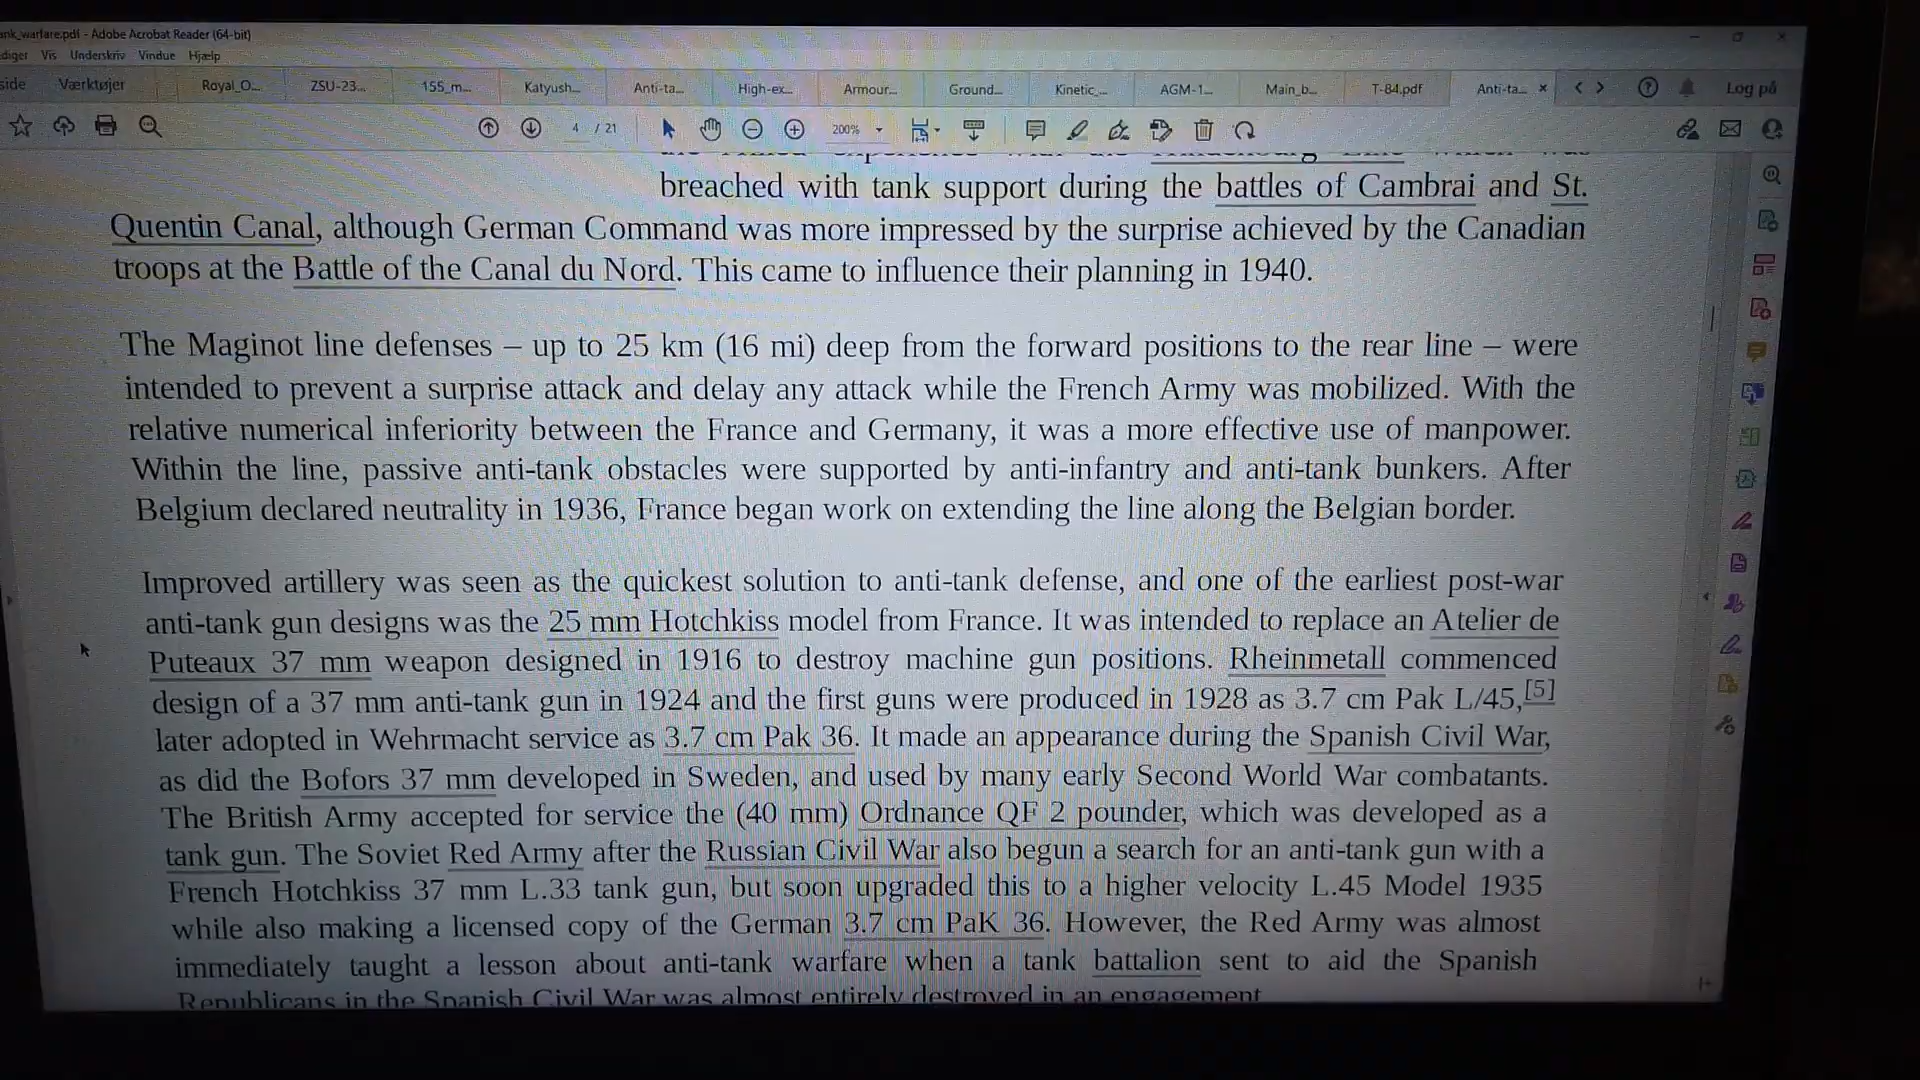 ank_warfare.pdf - Adobe Acrobat Reader (64-bit)
diger Vis Underskriv Vindue Hjælp
side Værktøjer Royal_O... ZSU-23... 155_m... Katyush... Anti-ta... High-ex... Armour... Ground... Kinetic_... AGM-1... Main_b... T-84.pdf Anti-ta... Log på
4 / 21 200%
breached with tank support during the battles of Cambrai and St.
Quentin Canal, although German Command was more impressed by the surprise achieved by the Canadian
troops at the Battle of the Canal du Nord. This came to influence their planning in 1940.
The Maginot line defenses – up to 25 km (16 mi) deep from the forward positions to the rear line – were
intended to prevent a surprise attack and delay any attack while the French Army was mobilized. With the
relative numerical inferiority between the France and Germany, it was a more effective use of manpower.
Within the line, passive anti-tank obstacles were supported by anti-infantry and anti-tank bunkers. After
Belgium declared neutrality in 1936, France began work on extending the line along the Belgian border.
Improved artillery was seen as the quickest solution to anti-tank defense, and one of the earliest post-war
anti-tank gun designs was the 25 mm Hotchkiss model from France. It was intended to replace an Atelier de
Puteaux 37 mm weapon designed in 1916 to destroy machine gun positions. Rheinmetall commenced
design of a 37 mm anti-tank gun in 1924 and the first guns were produced in 1928 as 3.7 cm Pak L/45,[5]
later adopted in Wehrmacht service as 3.7 cm Pak 36. It made an appearance during the Spanish Civil War,
as did the Bofors 37 mm developed in Sweden, and used by many early Second World War combatants.
The British Army accepted for service the (40 mm) Ordnance QF 2 pounder, which was developed as a
tank gun. The Soviet Red Army after the Russian Civil War also begun a search for an anti-tank gun with a
French Hotchkiss 37 mm L.33 tank gun, but soon upgraded this to a higher velocity L.45 Model 1935
while also making a licensed copy of the German 3.7 cm PaK 36. However, the Red Army was almost
immediately taught a lesson about anti-tank warfare when a tank battalion sent to aid the Spanish
Republicans in the Spanish Civil War was almost entirely destroyed in an engagement